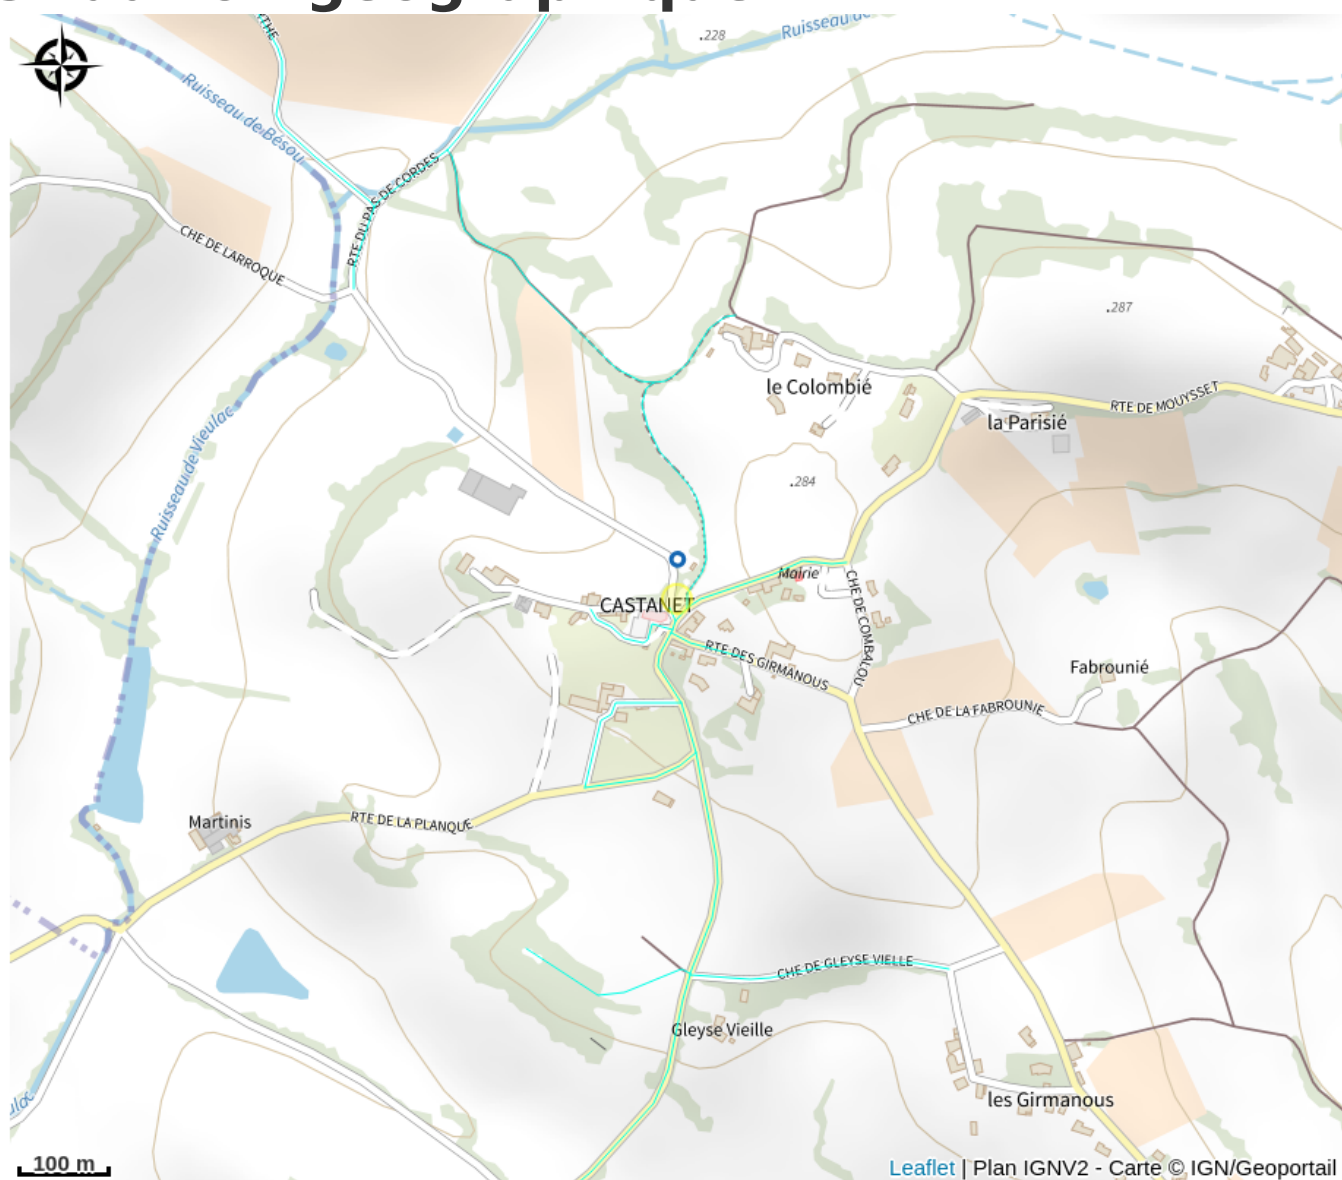 .228
Ruisseau de Bésou
RTE DU PAS DE CORDES
CHE DE LARROQUE
.287
le Colombié
RTE DE MOUYSSET
la Parisié
Ruisseau de Vieulac
.284
Mairie
CASTANET
CHE DE COMBALOU
RTE DES GIRMANOUS
Fabrounié
CHE DE LA FABROUNIE
Martinis
RTE DE LA PLANQUE
CHE DE GLEYSE VIELLE
Gleyse Vieille
les Girmanous
100 m
Leaflet | Plan IGNV2 - Carte © IGN/Geoportail